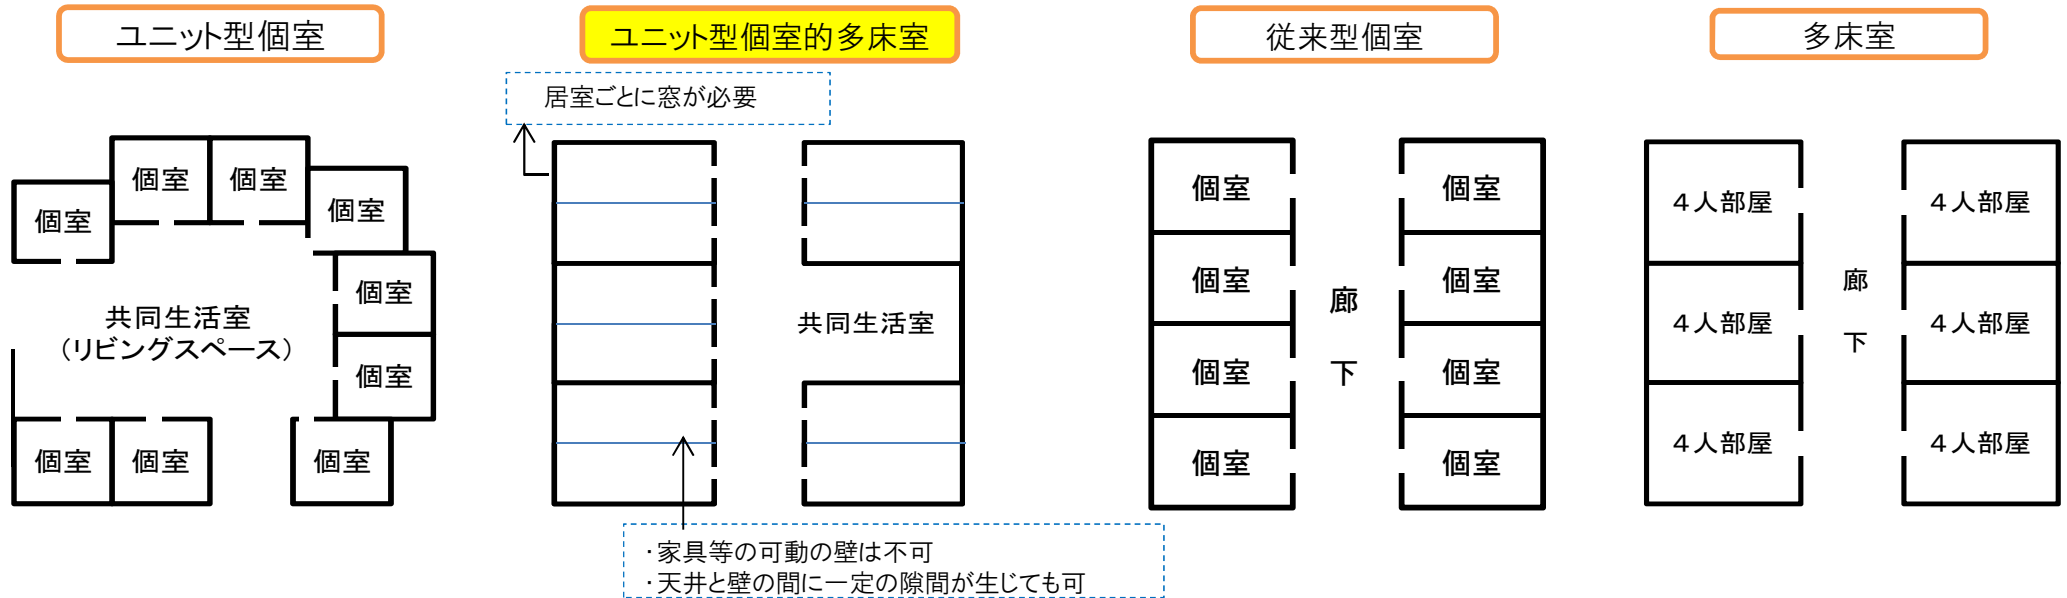 ユニット型個室
ユニット型個室的多床室
従来型個室
多床室
居室ごとに窓が必要
個室
個室
個室
個室
個室
個室
共同生活室
（リビングスペース）
個室
個室
個室
共同生活室
・家具等の可動の壁は不可
・天井と壁の間に一定の隙間が生じても可
個室
個室
個室
個室
廊
下
個室
個室
個室
個室
４人部屋
４人部屋
４人部屋
廊
下
４人部屋
４人部屋
４人部屋